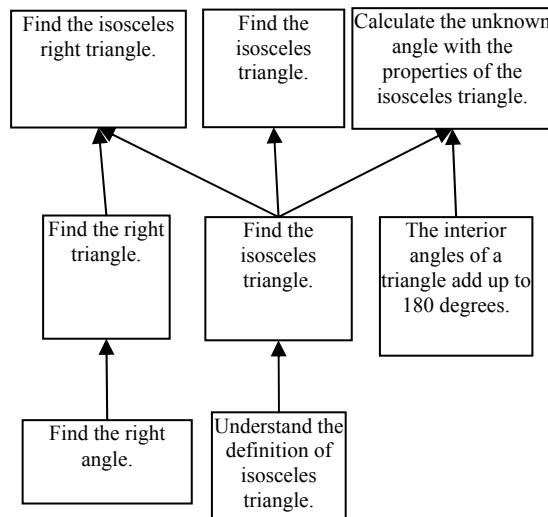 Find the isosceles
right triangle.
Find the
isosceles
triangle.
Calculate the unknown
angle with the
properties of the
isosceles triangle.
Find the right
triangle.
Find the
isosceles
triangle.
The interior
angles of a
triangle add up to
180 degrees.
Find the right
angle.
Understand the
definition of
isosceles
triangle.